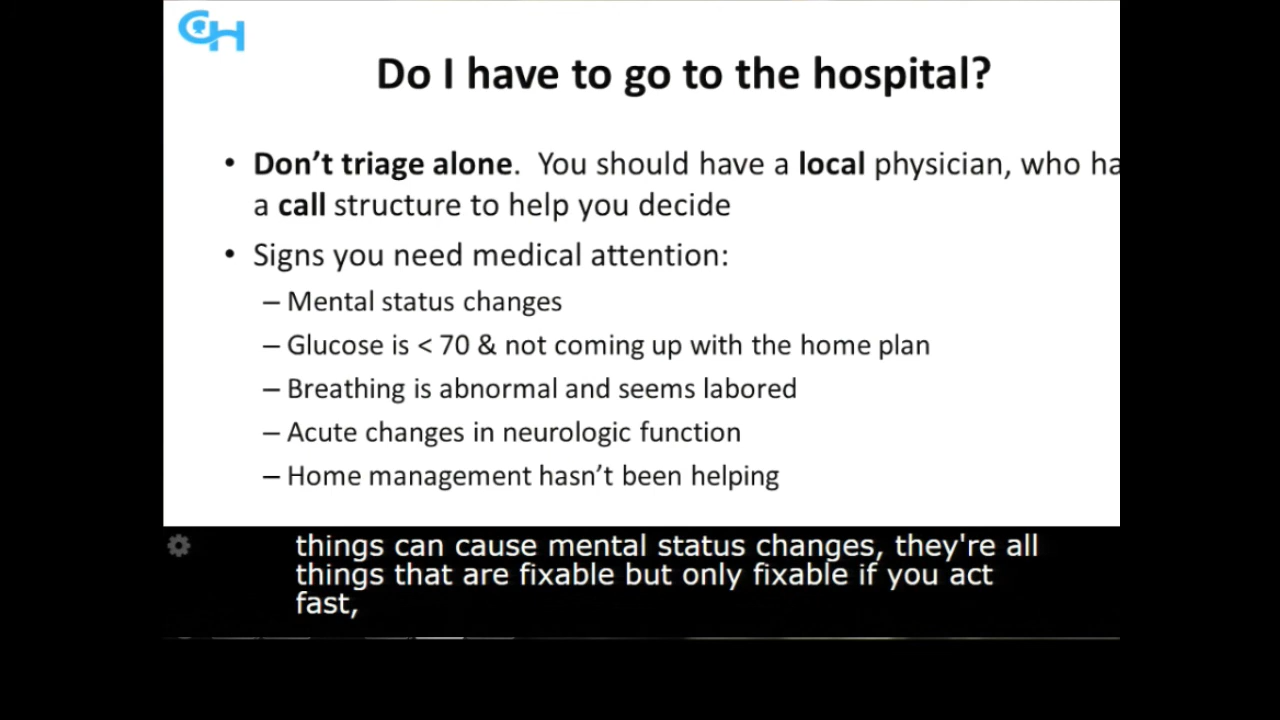 CH
Do I have to go to the hospital?
• Don’t triage alone. You should have a local physician, who ha
a call structure to help you decide
• Signs you need medical attention:
– Mental status changes
– Glucose is < 70 & not coming up with the home plan
– Breathing is abnormal and seems labored
– Acute changes in neurologic function
– Home management hasn’t been helping
things can cause mental status changes, they're all
things that are fixable but only fixable if you act
fast,